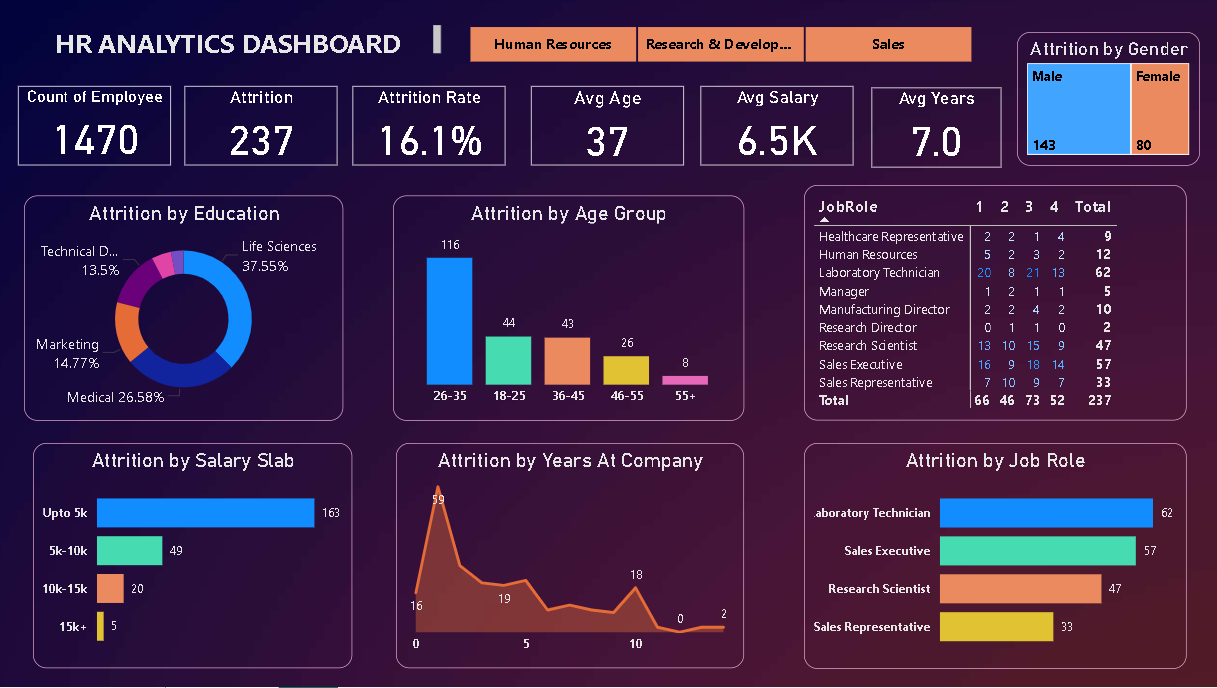 HR ANALYTICS DASHBOARD
Human Resources
Research & Develop...
Sales
Attrition by Gender
Male
Female
143
80
Count of Employee
1470
Attrition
237
Attrition Rate
16.1%
Avg Age
37
Avg Salary
6.5K
Avg Years
7.0
Attrition by Education
Life Sciences
37.55%
Technical D...
13.5%
Marketing
14.77%
Medical 26.58%
Attrition by Age Group
116
44
43
26
8
26-35 18-25 36-45 46-55 55+
JobRole 1 2 3 4 Total
Healthcare Representative 2 2 1 4 9
Human Resources 5 2 3 2 12
Laboratory Technician 20 8 21 13 62
Manager 1 2 1 1 5
Manufacturing Director 2 2 4 2 10
Research Director 0 1 1 0 2
Research Scientist 13 10 15 9 47
Sales Executive 16 9 18 14 57
Sales Representative 7 10 9 7 33
Total 66 46 73 52 237
Attrition by Salary Slab
Upto 5k 163
5k-10k 49
10k-15k 20
15k+ 5
Attrition by Years At Company
59
16
19
18
0
2
0 5 10
Attrition by Job Role
aboratory Technician 62
Sales Executive 57
Research Scientist 47
Sales Representative 33